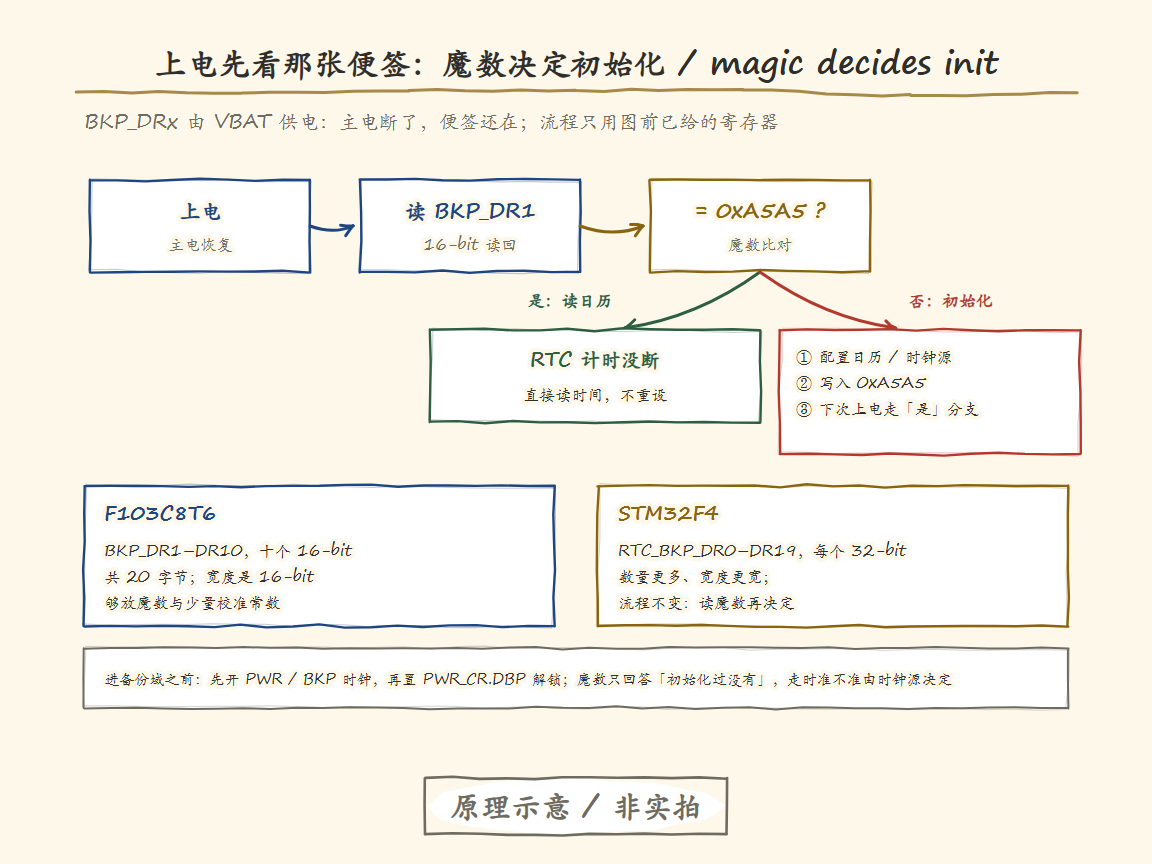 上电先看那张便签：魔数决定初始化 / magic decides init
BKP_DRx 由 VBAT 供电：主电断了，便签还在；流程只用图前已给的寄存器
上电
主电恢复
读 BKP_DR1
16-bit 读回
= 0xA5A5 ?
魔数比对
是：读日历
否：初始化
RTC 计时没断
直接读时间，不重设
① 配置日历 / 时钟源
② 写入 0xA5A5
③ 下次上电走「是」分支
F103C8T6
BKP_DR1—DR10，十个 16-bit
共 20 字节；宽度是 16-bit
够放魔数与少量校准常数
STM32F4
RTC_BKP_DR0—DR19，每个 32-bit
数量更多、宽度更宽；
流程不变：读魔数再决定
进备份域之前：先开 PWR / BKP 时钟，再置 PWR_CR.DBP 解锁；魔数只回答「初始化过没有」，走时准不准由时钟源决定
原理示意 / 非实拍